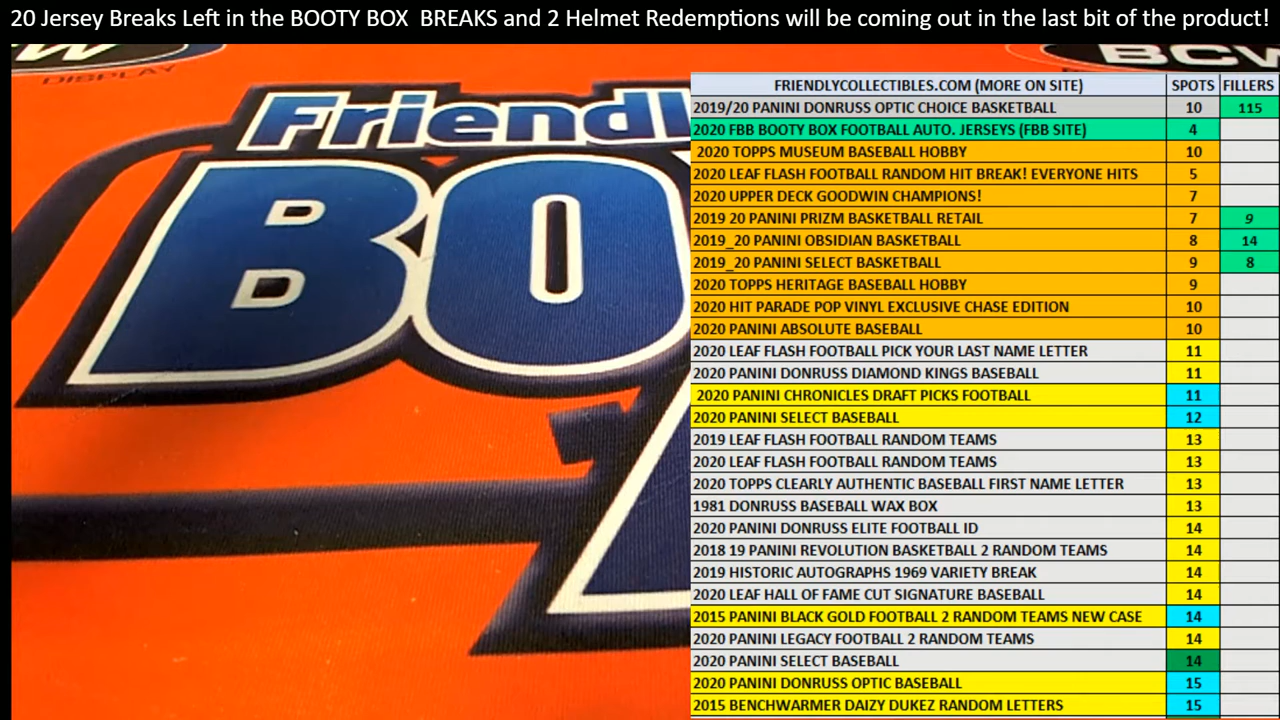 20 Jersey Breaks Left in the BOOTY BOX  BREAKS and 2 Helmet Redemptions will be coming out in the last bit of the product!
DISPLAY
BCW
Friendl
BO
FRIENDLYCOLLECTIBLES.COM (MORE ON SITE) SPOTS FILLERS
2019/20 PANINI DONRUSS OPTIC CHOICE BASKETBALL 10 115
2020 FBB BOOTY BOX FOOTBALL AUTO. JERSEYS (FBB SITE) 4
2020 TOPPS MUSEUM BASEBALL HOBBY 10
2020 LEAF FLASH FOOTBALL RANDOM HIT BREAK! EVERYONE HITS 5
2020 UPPER DECK GOODWIN CHAMPIONS! 7
2019 20 PANINI PRIZM BASKETBALL RETAIL 7 9
2019_20 PANINI OBSIDIAN BASKETBALL 8 14
2019_20 PANINI SELECT BASKETBALL 9 8
2020 TOPPS HERITAGE BASEBALL HOBBY 9
2020 HIT PARADE POP VINYL EXCLUSIVE CHASE EDITION 10
2020 PANINI ABSOLUTE BASEBALL 10
2020 LEAF FLASH FOOTBALL PICK YOUR LAST NAME LETTER 11
2020 PANINI DONRUSS DIAMOND KINGS BASEBALL 11
2020 PANINI CHRONICLES DRAFT PICKS FOOTBALL 11
2020 PANINI SELECT BASEBALL 12
2019 LEAF FLASH FOOTBALL RANDOM TEAMS 13
2020 LEAF FLASH FOOTBALL RANDOM TEAMS 13
2020 TOPPS CLEARLY AUTHENTIC BASEBALL FIRST NAME LETTER 13
1981 DONRUSS BASEBALL WAX BOX 13
2020 PANINI DONRUSS ELITE FOOTBALL ID 14
2018 19 PANINI REVOLUTION BASKETBALL 2 RANDOM TEAMS 14
2019 HISTORIC AUTOGRAPHS 1969 VARIETY BREAK 14
2020 LEAF HALL OF FAME CUT SIGNATURE BASEBALL 14
2015 PANINI BLACK GOLD FOOTBALL 2 RANDOM TEAMS NEW CASE 14
2020 PANINI LEGACY FOOTBALL 2 RANDOM TEAMS 14
2020 PANINI SELECT BASEBALL 14
2020 PANINI DONRUSS OPTIC BASEBALL 15
2015 BENCHWARMER DAIZY DUKEZ RANDOM LETTERS 15